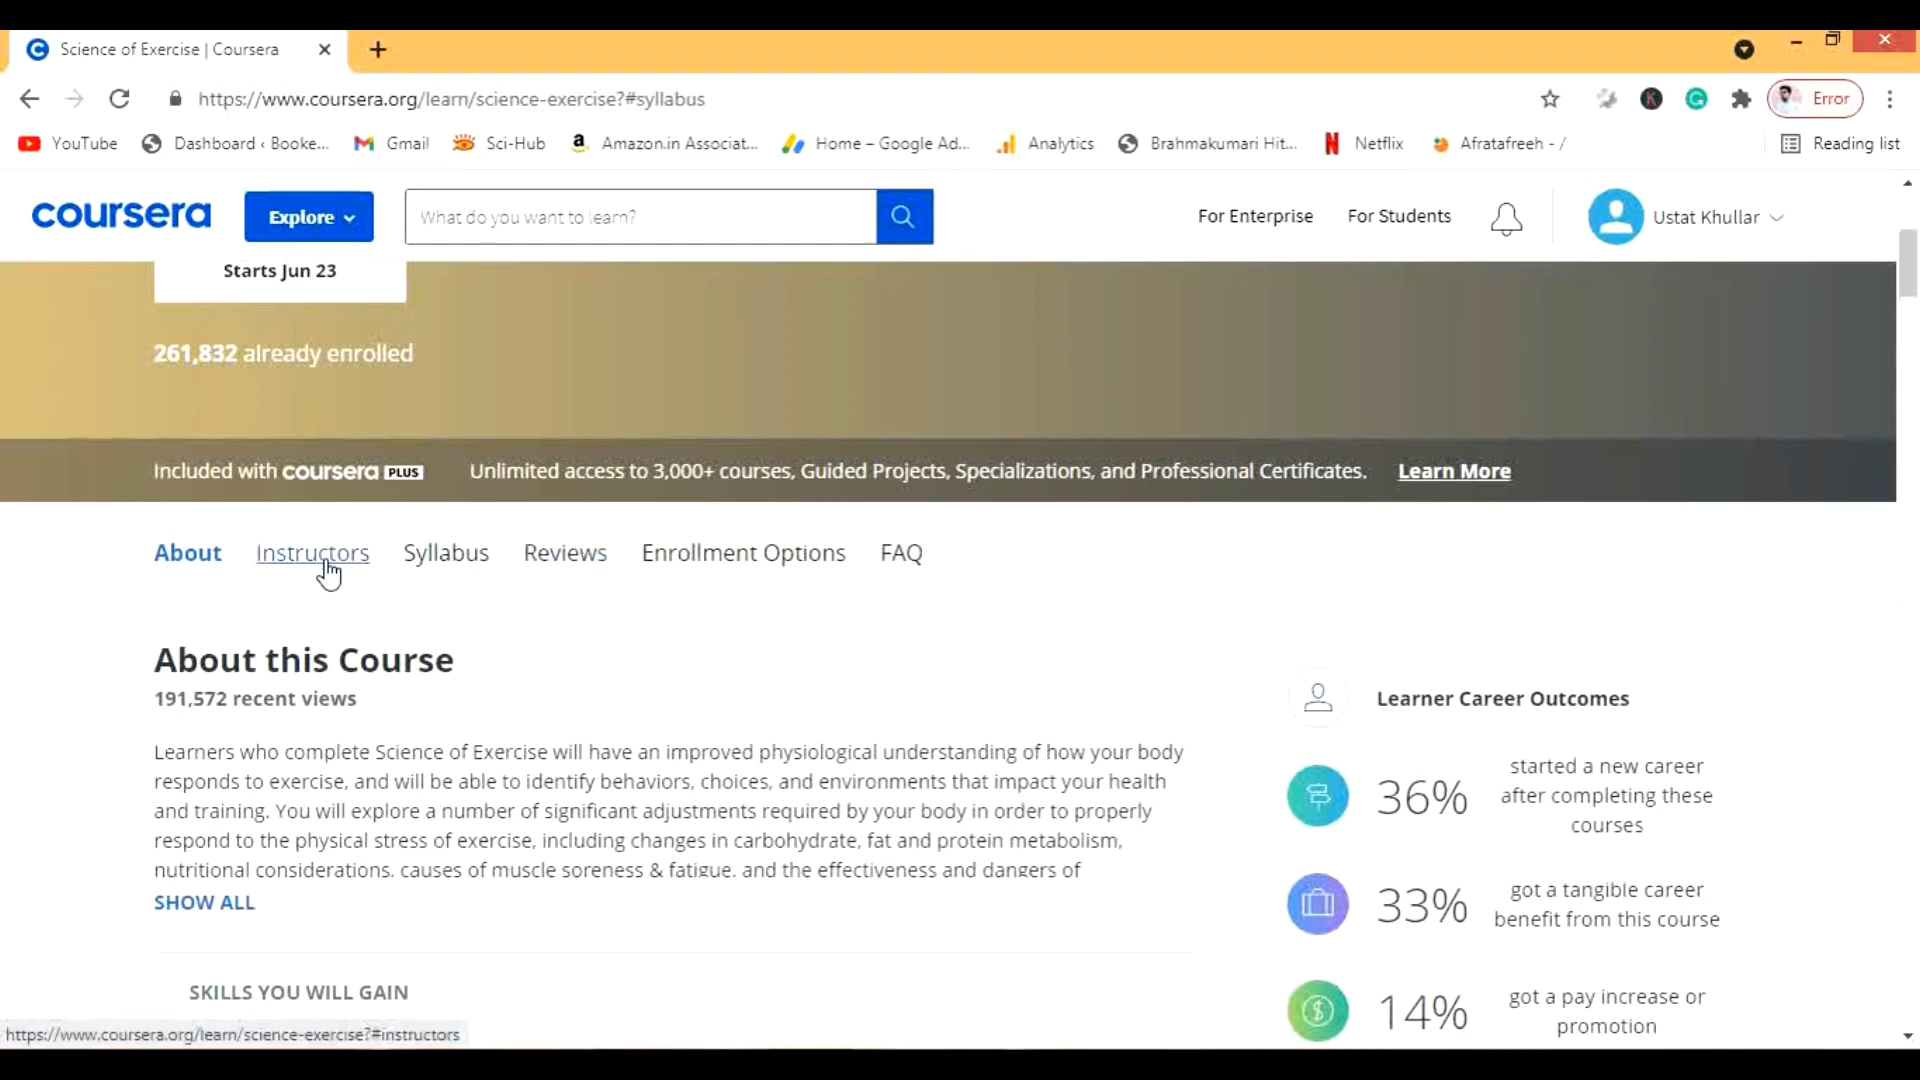 Science of Exercise | Coursera
https://www.coursera.org/learn/science-exercise?#syllabus
Error
YouTube
Dashboard ‹ Booke...
Gmail
Sci-Hub
Amazon.in Associat...
Home – Google Ad...
Analytics
Brahmakumari Hit...
Netflix
Afratafreeh - /
Reading list
coursera
Explore
What do you want to learn?
For Enterprise
For Students
Ustat Khullar
Starts Jun 23
261,832 already enrolled
Included with coursera PLUS
Unlimited access to 3,000+ courses, Guided Projects, Specializations, and Professional Certificates.
Learn More
About
Instructors
Syllabus
Reviews
Enrollment Options
FAQ
About this Course
191,572 recent views
Learners who complete Science of Exercise will have an improved physiological understanding of how your body
responds to exercise, and will be able to identify behaviors, choices, and environments that impact your health
and training. You will explore a number of significant adjustments required by your body in order to properly
respond to the physical stress of exercise, including changes in carbohydrate, fat and protein metabolism,
nutritional considerations, causes of muscle soreness & fatigue, and the effectiveness and dangers of
SHOW ALL
SKILLS YOU WILL GAIN
Learner Career Outcomes
36%
started a new career
after completing these
courses
33%
got a tangible career
benefit from this course
14%
got a pay increase or
promotion
https://www.coursera.org/learn/science-exercise?#instructors